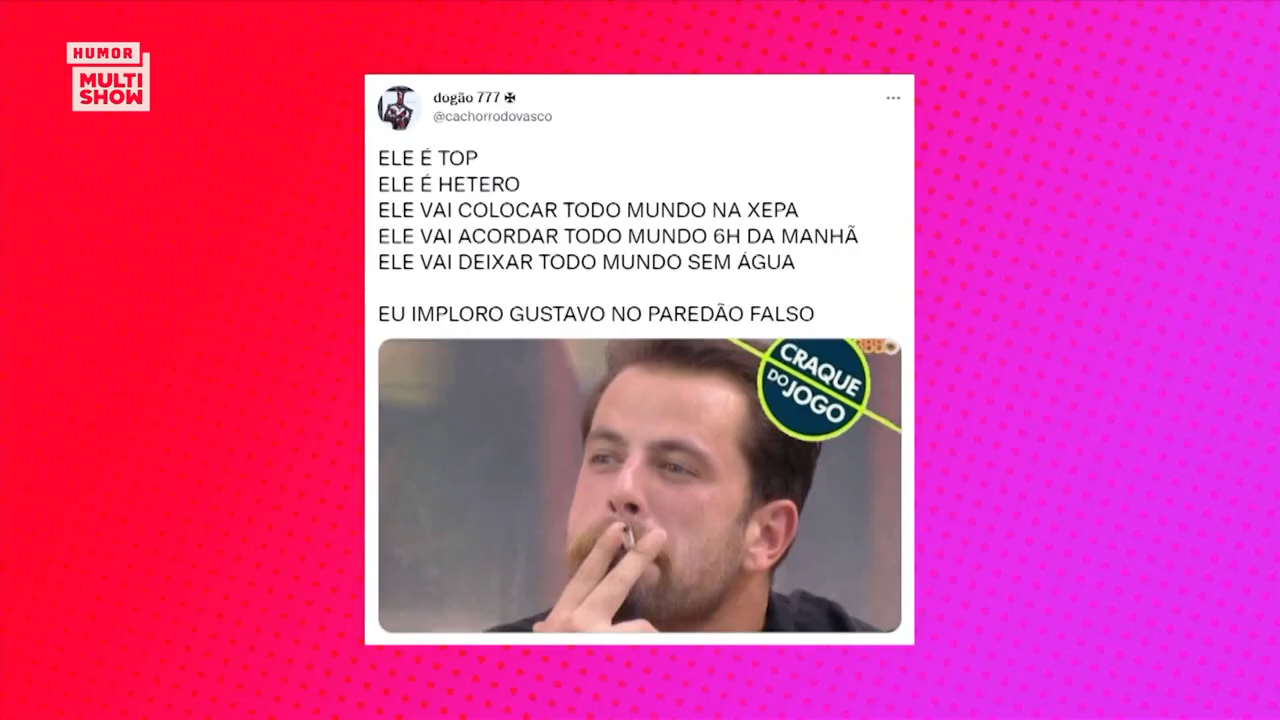 HUMOR
MULTI
SHOW
dogão 777 ✠
@cachorrodovasco
ELE É TOP
ELE É HETERO
ELE VAI COLOCAR TODO MUNDO NA XEPA
ELE VAI ACORDAR TODO MUNDO 6H DA MANHÃ
ELE VAI DEIXAR TODO MUNDO SEM ÁGUA
EU IMPLORO GUSTAVO NO PAREDÃO FALSO
CRAQUE
DO JOGO